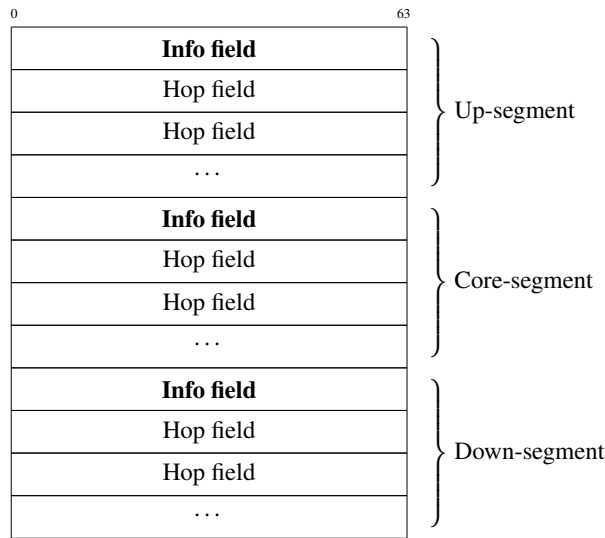 0 63
Info field
Hop field
Hop field
...
Up-segment
Info field
Hop field
Hop field
...
Core-segment
Info field
Hop field
Hop field
...
Down-segment